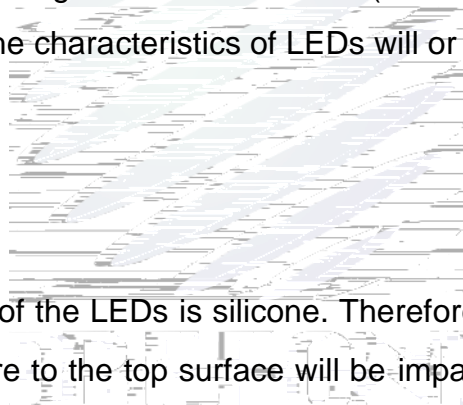 he characteristics of LEDs will or
of the LEDs is silicone. Therefore
re to the top surface will be impa